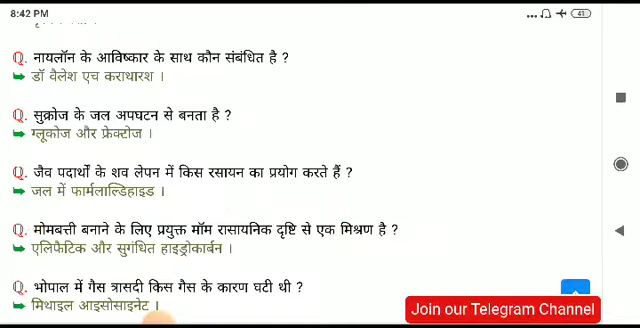 8:42 PM
41
Q. नायलॉन के आविष्कार के साथ कौन संबंधित है ?
डॉ वैलेश एच कराथारश ।
Q. सुक्रोज के जल अपघटन से बनता है ?
ग्लूकोज और फ्रेक्टोज ।
Q. जैव पदार्थों के शव लेपन में किस रसायन का प्रयोग करते हैं ?
जल में फार्मलाल्डिहाइड ।
Q. मोमबत्ती बनाने के लिए प्रयुक्त मॉम रासायनिक दृष्टि से एक मिश्रण है ?
एलिफैटिक और सुगंधित हाइड्रोकार्बन ।
Q. भोपाल में गैस त्रासदी किस गैस के कारण घटी थी ?
मिथाइल आइसोसाइनेट ।
Join our Telegram Channel